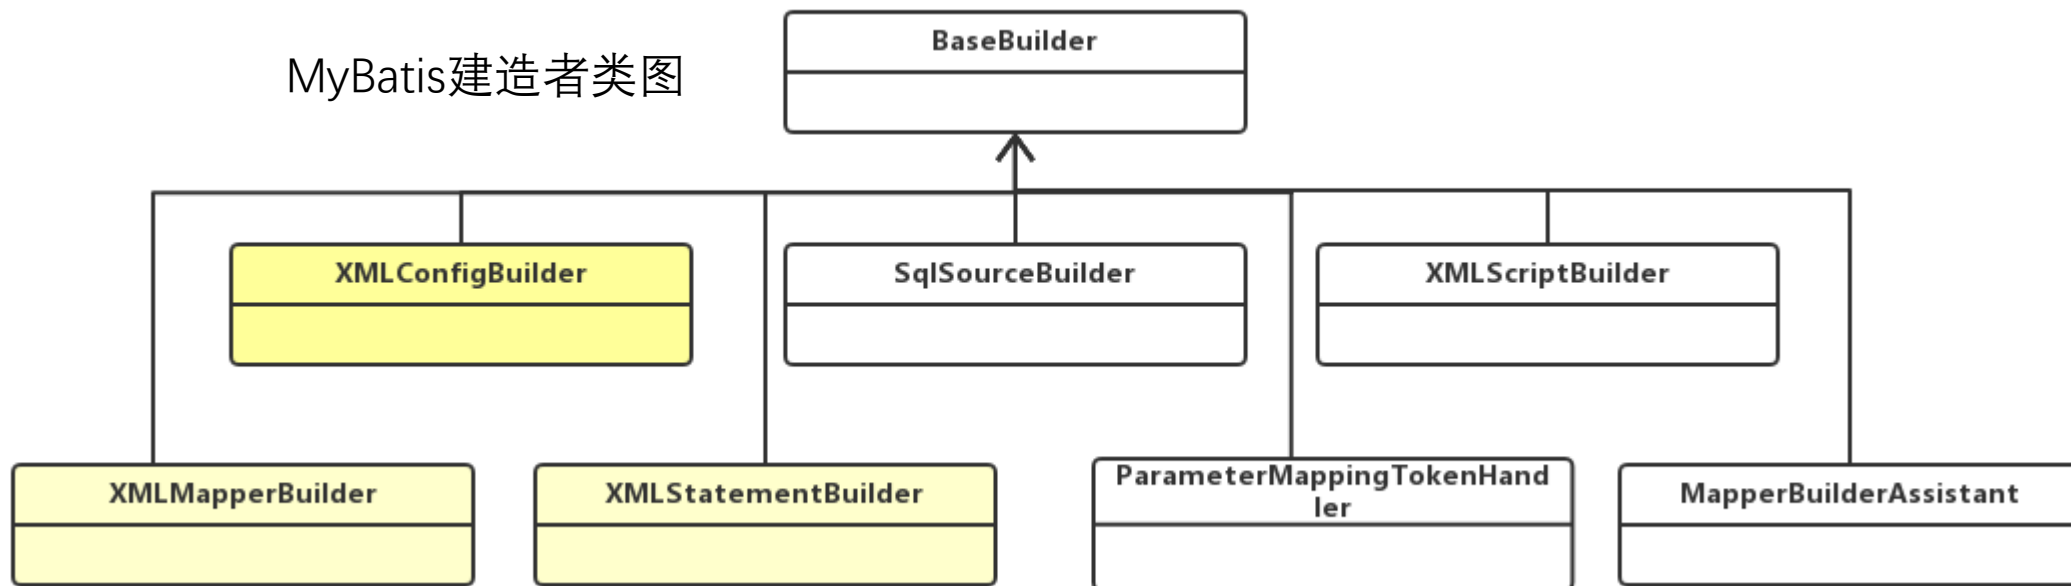 BaseBuilder
MyBatis建造者类图
XMLConfigBuilder
SqlSourceBuilder
XMLScriptBuilder
XMLMapperBuilder
XMLStatementBuilder
ParameterMappingTokenHand
ler
MapperBuilderAssistant